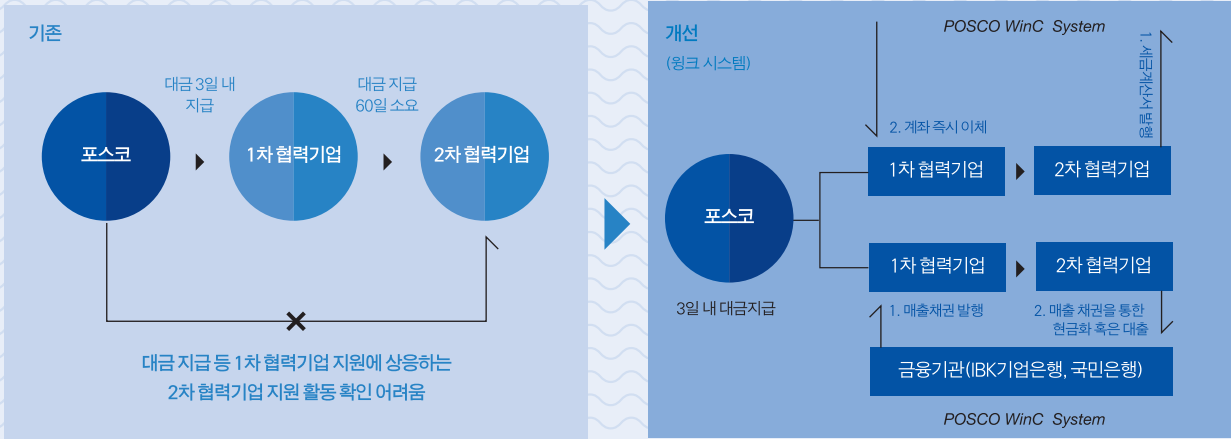 기존
대금 3일 내
지급
대금 지급
60일 소요
포스코
1차 협력기업
2차 협력기업
대금 지급 등 1차 협력기업 지원에 상응하는
2차 협력기업 지원 활동 확인 어려움
개선
(윙크 시스템)
POSCO WinC System
1. 세금계산서 발행
2. 계좌 즉시 이체
1차 협력기업
2차 협력기업
포스코
3일 내 대금지급
1차 협력기업
2차 협력기업
1. 매출채권 발행
2. 매출 채권을 통한
현금화 혹은 대출
금융기관(IBK기업은행, 국민은행)
POSCO WinC System